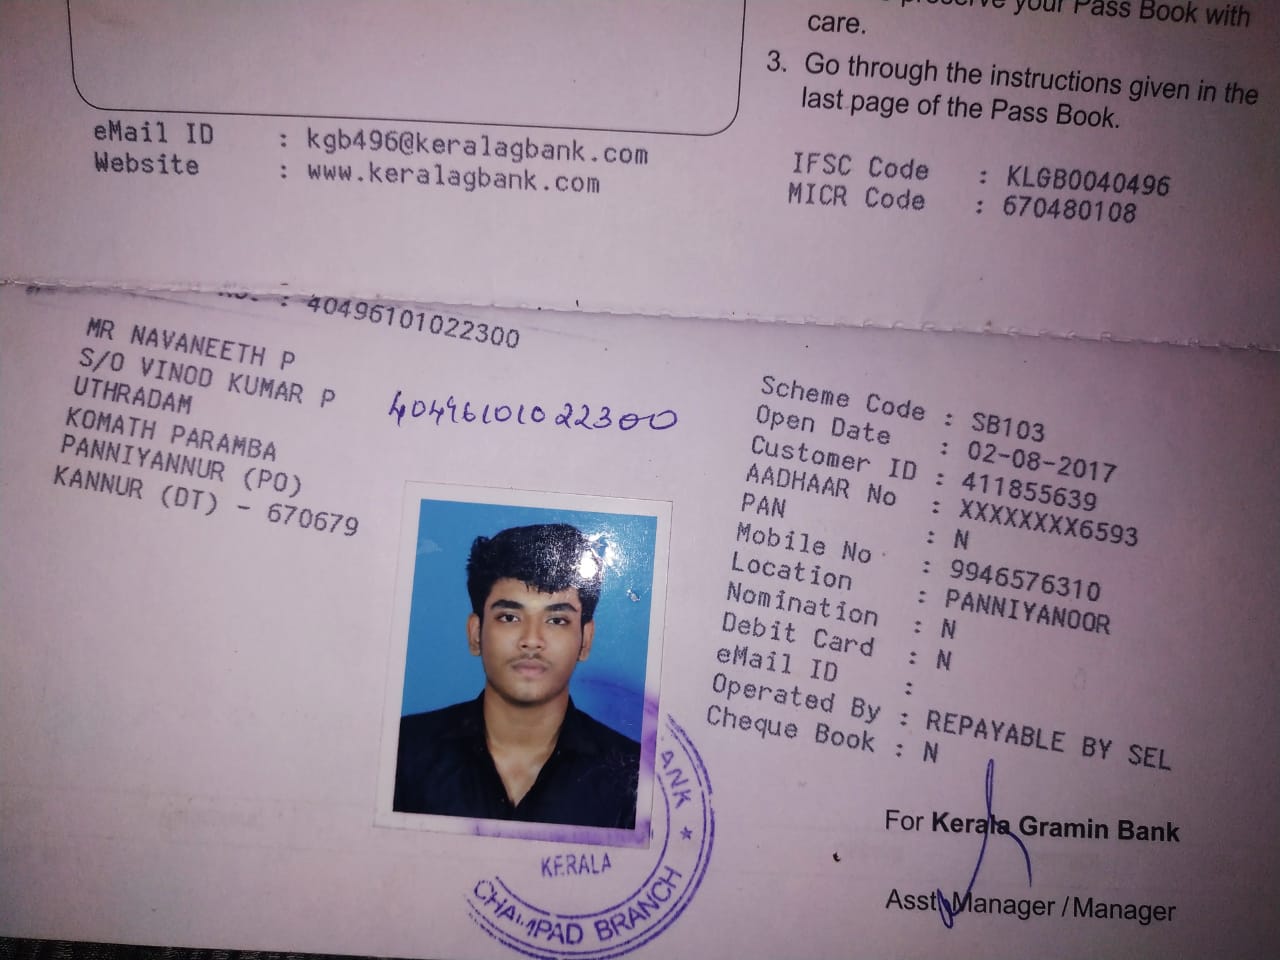 preserve your Pass Book with
care.
3. Go through the instructions given in the
last page of the Pass Book.
eMail ID : kgb496@keralagbank.com
Website : www.keralagbank.com
IFSC Code : KLGB0040496
MICR Code : 670480108
: 40496101022300
MR NAVANEETH P
S/O VINOD KUMAR P
UTHRADAM
KOMATH PARAMBA
PANNIYANNUR (PO)
KANNUR (DT) - 670679
40496101022300
Scheme Code : SB103
Open Date : 02-08-2017
Customer ID : 411855639
AADHAAR No : XXXXXXXX6593
PAN : N
Mobile No : 9946576310
Location : PANNIYANOOR
Nomination : N
Debit Card : N
eMail ID :
Operated By : REPAYABLE BY SEL
Cheque Book : N
For Kerala Gramin Bank
Asst. Manager / Manager
ANK ★
KERALA
CHAMPAD BRANCH